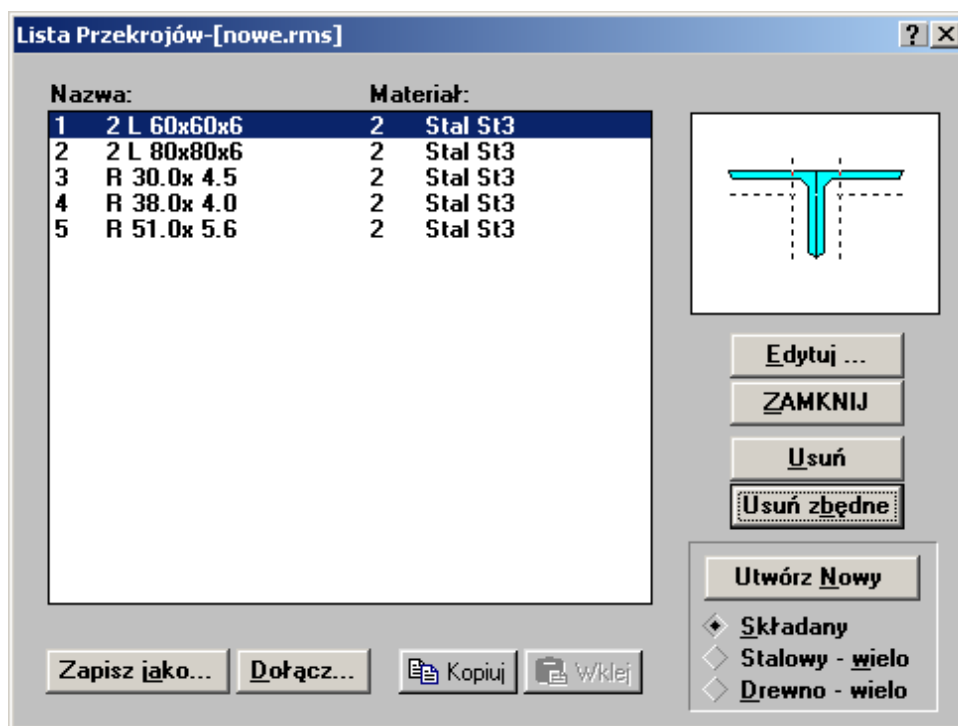 Lista Przekrojów-[nowe.rms]
Nazwa: Materiał:
1 2 L 60x60x6 2 Stal St3
2 2 L 80x80x6 2 Stal St3
3 R 30.0x 4.5 2 Stal St3
4 R 38.0x 4.0 2 Stal St3
5 R 51.0x 5.6 2 Stal St3
Edytuj ...
ZAMKNIJ
Usuń
Usuń zbędne
Utwórz Nowy
Składany
Stalowy - wielo
Drewno - wielo
Zapisz jako... Dołącz... Kopiuj Wklej